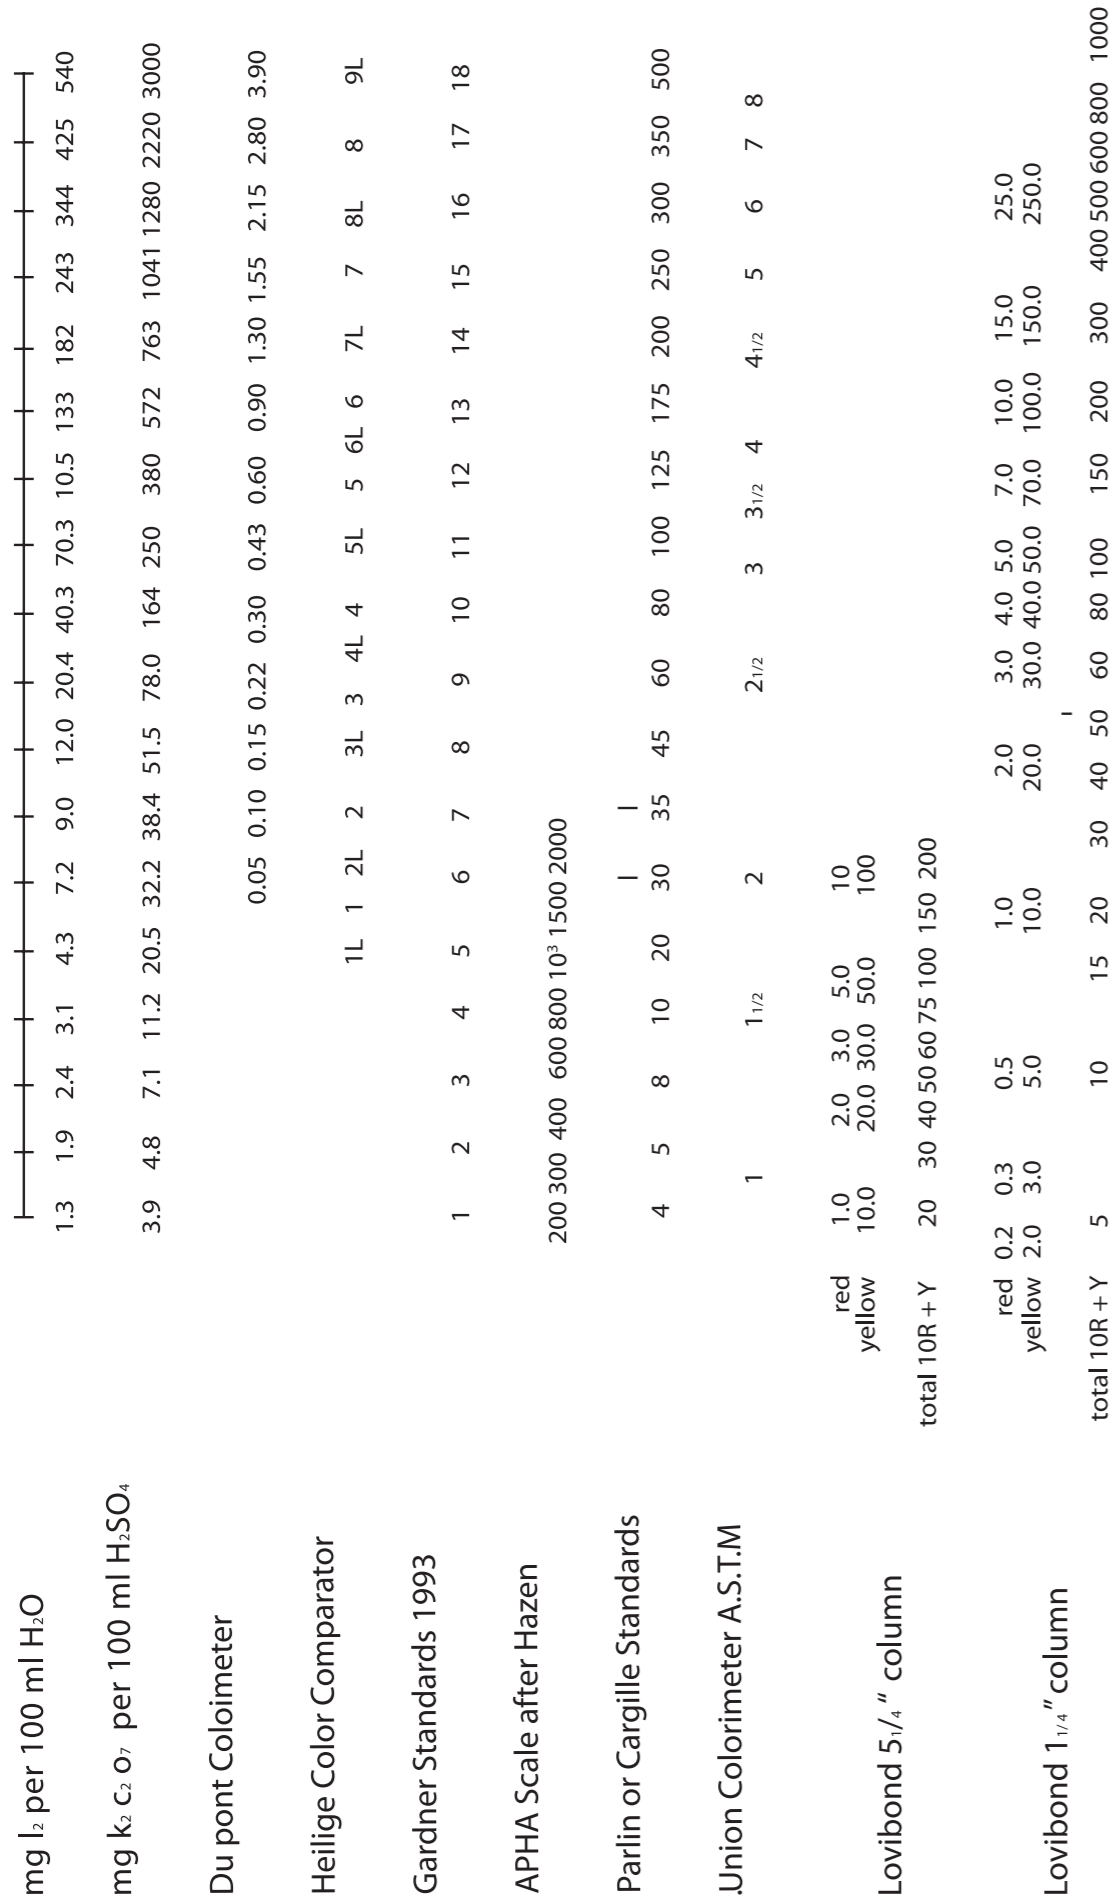 mg I₂ per 100 ml H₂O 1.3 1.9 2.4 3.1 4.3 7.2 9.0 12.0 20.4 40.3 70.3 10.5 133 182 243 344 425 540
mg k₂ c₂ o₇ per 100 ml H₂SO₄ 3.9 4.8 7.1 11.2 20.5 32.2 38.4 51.5 78.0 164 250 380 572 763 1041 1280 2220 3000
Du pont Coloimeter 0.05 0.10 0.15 0.22 0.30 0.43 0.60 0.90 1.30 1.55 2.15 2.80 3.90
Heilige Color Comparator 1L 1 2L 2 3L 3 4L 4 5L 5 6L 6 7L 7 8L 8 9L
Gardner Standards 1993 1 2 3 4 5 6 7 8 9 10 11 12 13 14 15 16 17 18
APHA Scale after Hazen 200 300 400 600 800 10³ 1500 2000
Parlin or Cargille Standards 4 5 8 10 20 30 35 45 60 80 100 125 175 200 250 300 350 500
.Union Colorimeter A.S.T.M 1 1 1/2 2 2 1/2 3 3 1/2 4 4 1/2 5 6 7 8
red 1.0 2.0 3.0 5.0 10
Lovibond 5 1/4 " column yellow 10.0 20.0 30.0 50.0 100
total 10R + Y 20 30 40 50 60 75 100 150 200
red 0.2 0.3 0.5 1.0 2.0 3.0 4.0 5.0 7.0 10.0 15.0 25.0
yellow 2.0 3.0 5.0 10.0 20.0 30.0 40.0 50.0 70.0 100.0 150.0 250.0
Lovibond 1 1/4 " column
total 10R + Y 5 10 15 20 30 40 50 60 80 100 150 200 300 400 500 600 800 1000